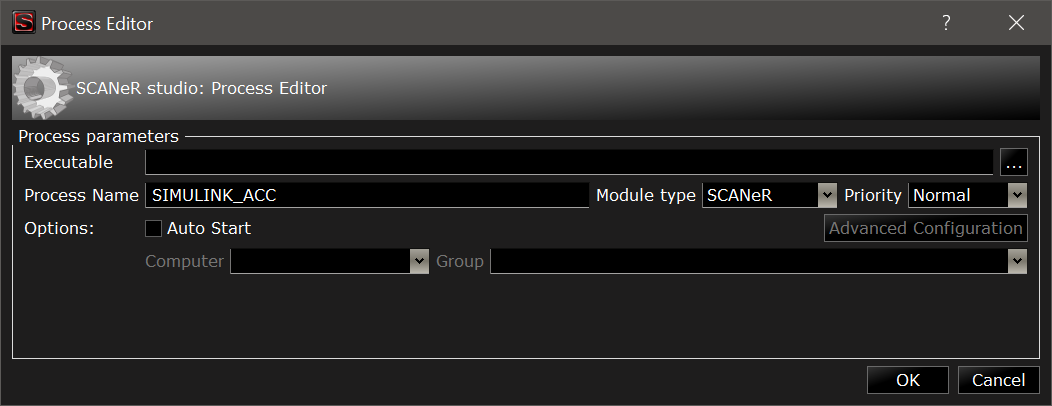 Process Editor
?
SCANeR studio: Process Editor
Process parameters
Executable ...
Process Name SIMULINK_ACC Module type SCANeR Priority Normal
Options: Auto Start Advanced Configuration
Computer Group
OK Cancel